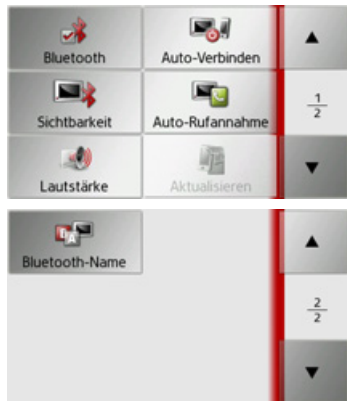 Bluetooth
Auto-Verbinden
Sichtbarkeit
Auto-Rufannahme
1
2
Lautstärke
Aktualisieren
Bluetooth-Name
2
2